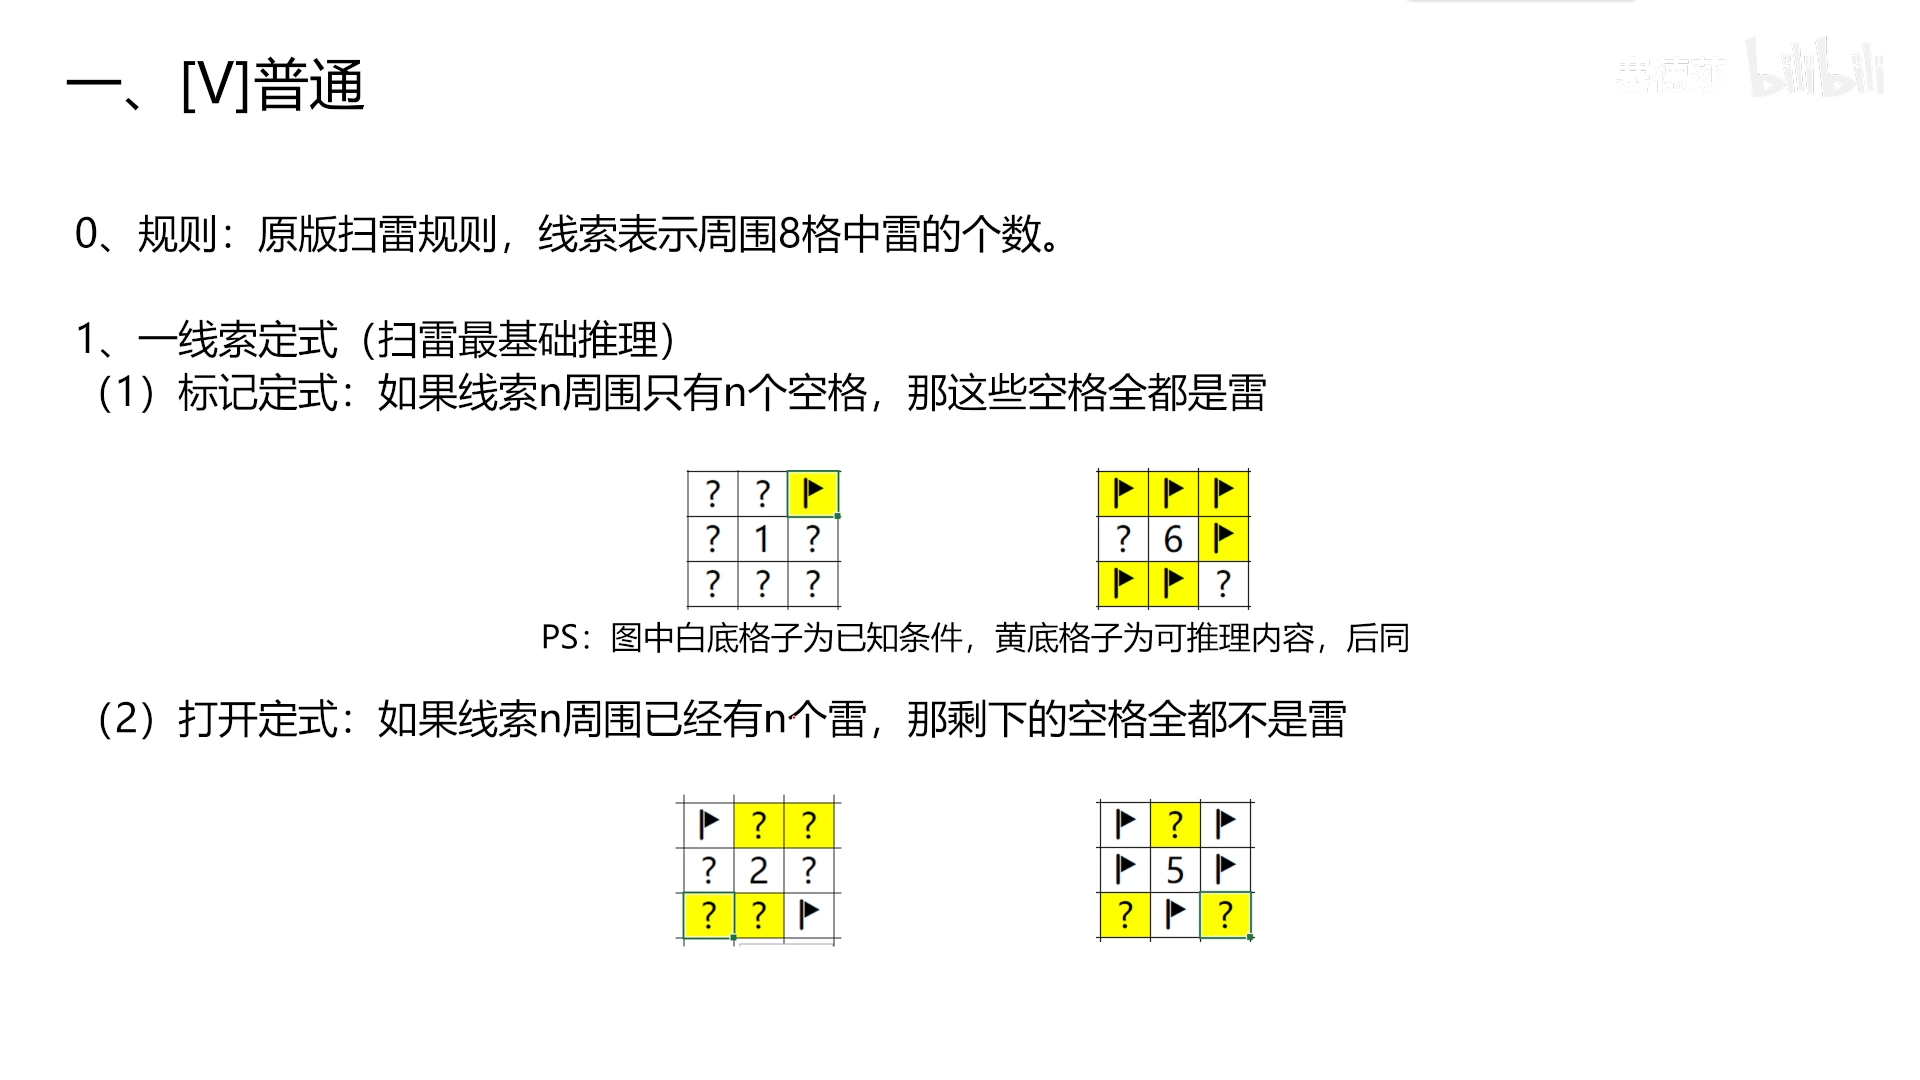 一、[V]普通
bilibili
0、规则：原版扫雷规则，线索表示周围8格中雷的个数。
1、一线索定式（扫雷最基础推理）
（1）标记定式：如果线索n周围只有n个空格，那这些空格全都是雷
? ?
? 1 ?
? ? ?
? 6
?
PS：图中白底格子为已知条件，黄底格子为可推理内容，后同
（2）打开定式：如果线索n周围已经有n个雷，那剩下的空格全都不是雷
? ?
? 2 ?
? ?
?
5
? ?